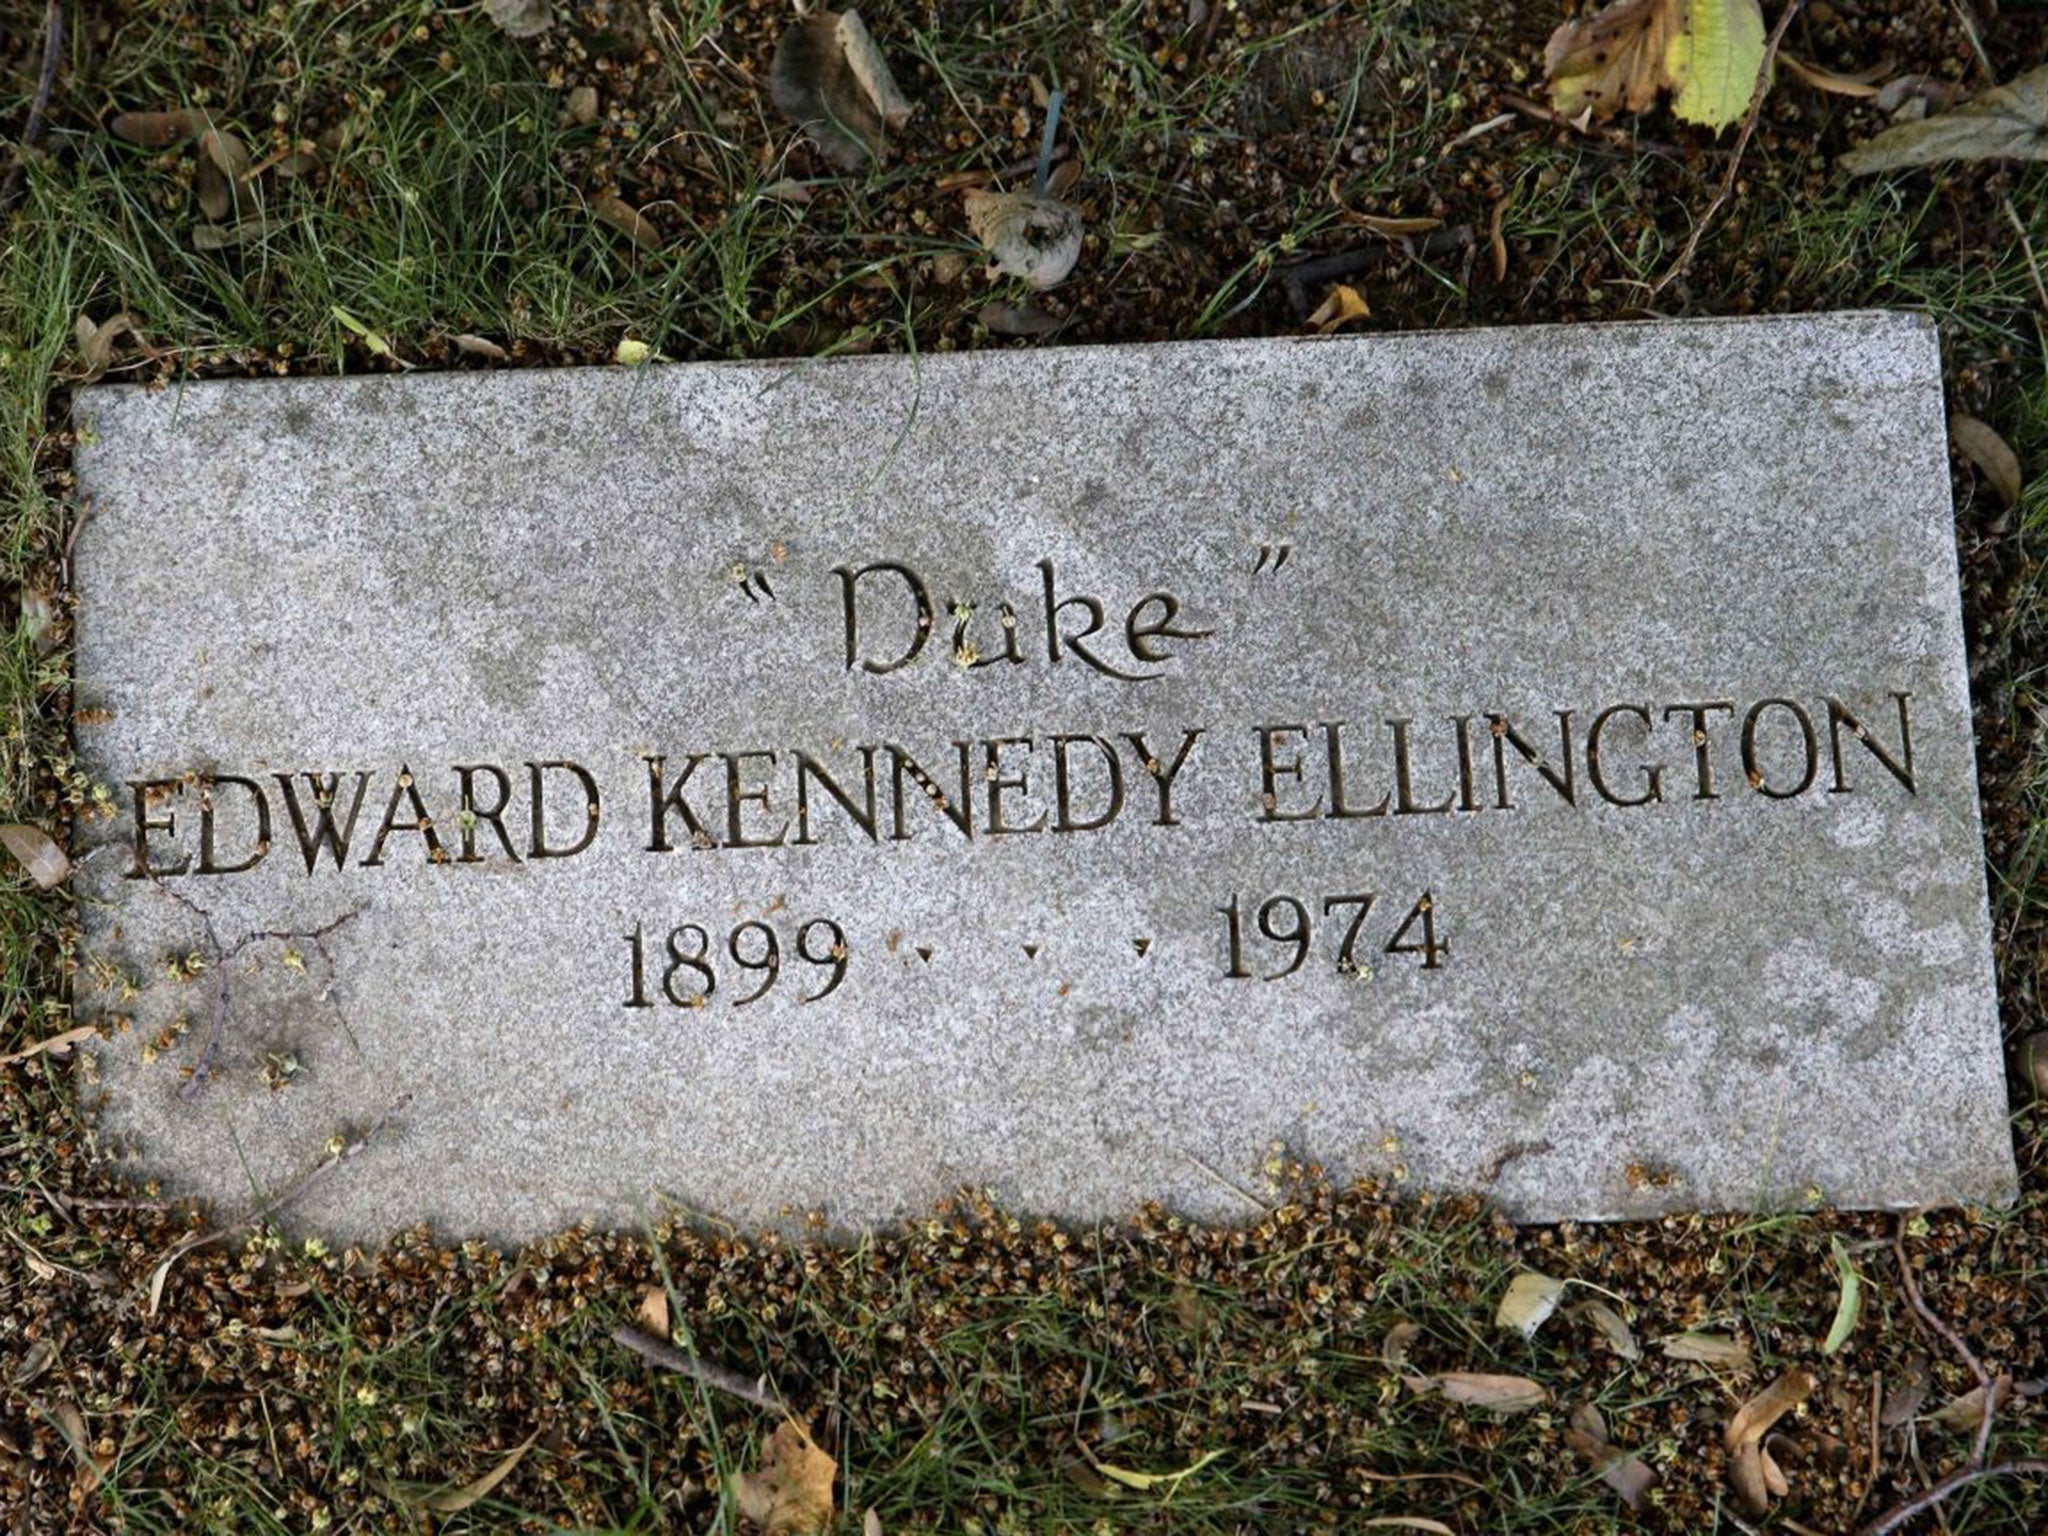 “Duke”
EDWARD KENNEDY ELLINGTON
1899 . . . 1974